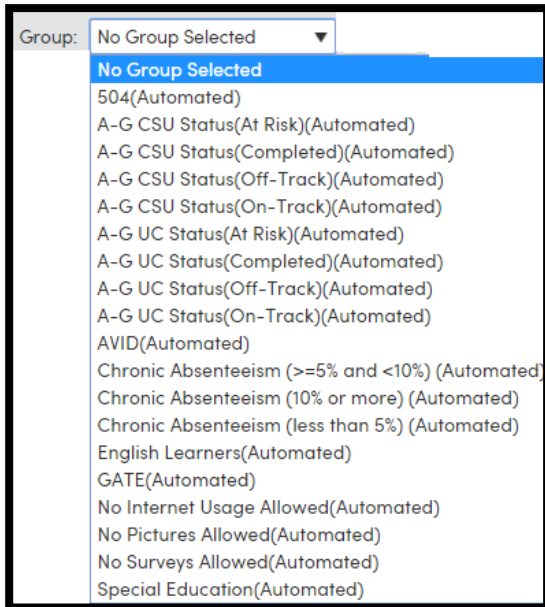 Group: No Group Selected ▼
No Group Selected
504(Automated)
A-G CSU Status(At Risk)(Automated)
A-G CSU Status(Completed)(Automated)
A-G CSU Status(Off-Track)(Automated)
A-G CSU Status(On-Track)(Automated)
A-G UC Status(At Risk)(Automated)
A-G UC Status(Completed)(Automated)
A-G UC Status(Off-Track)(Automated)
A-G UC Status(On-Track)(Automated)
AVID(Automated)
Chronic Absenteeism (>=5% and <10%) (Automated)
Chronic Absenteeism (10% or more) (Automated)
Chronic Absenteeism (less than 5%) (Automated)
English Learners(Automated)
GATE(Automated)
No Internet Usage Allowed(Automated)
No Pictures Allowed(Automated)
No Surveys Allowed(Automated)
Special Education(Automated)